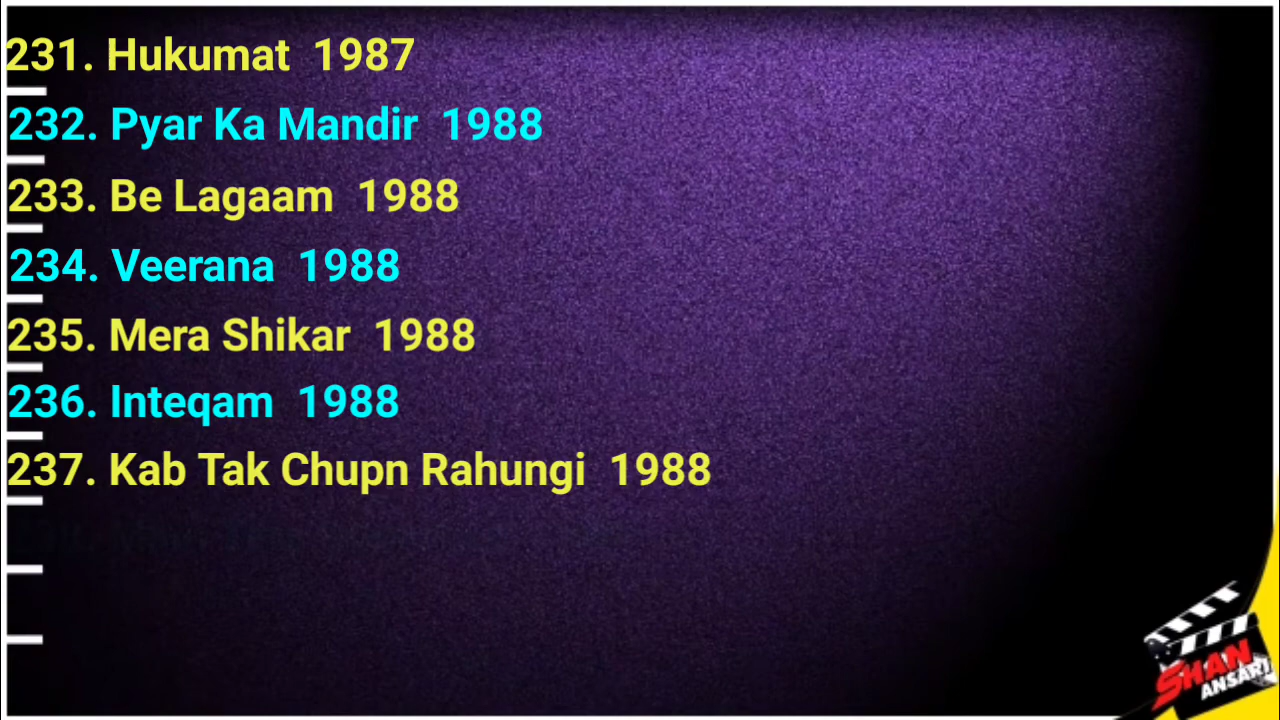 231. Hukumat 1987
232. Pyar Ka Mandir 1988
233. Be Lagaam 1988
234. Veerana 1988
235. Mera Shikar 1988
236. Inteqam 1988
237. Kab Tak Chupn Rahungi 1988
SHAN
ANSARI